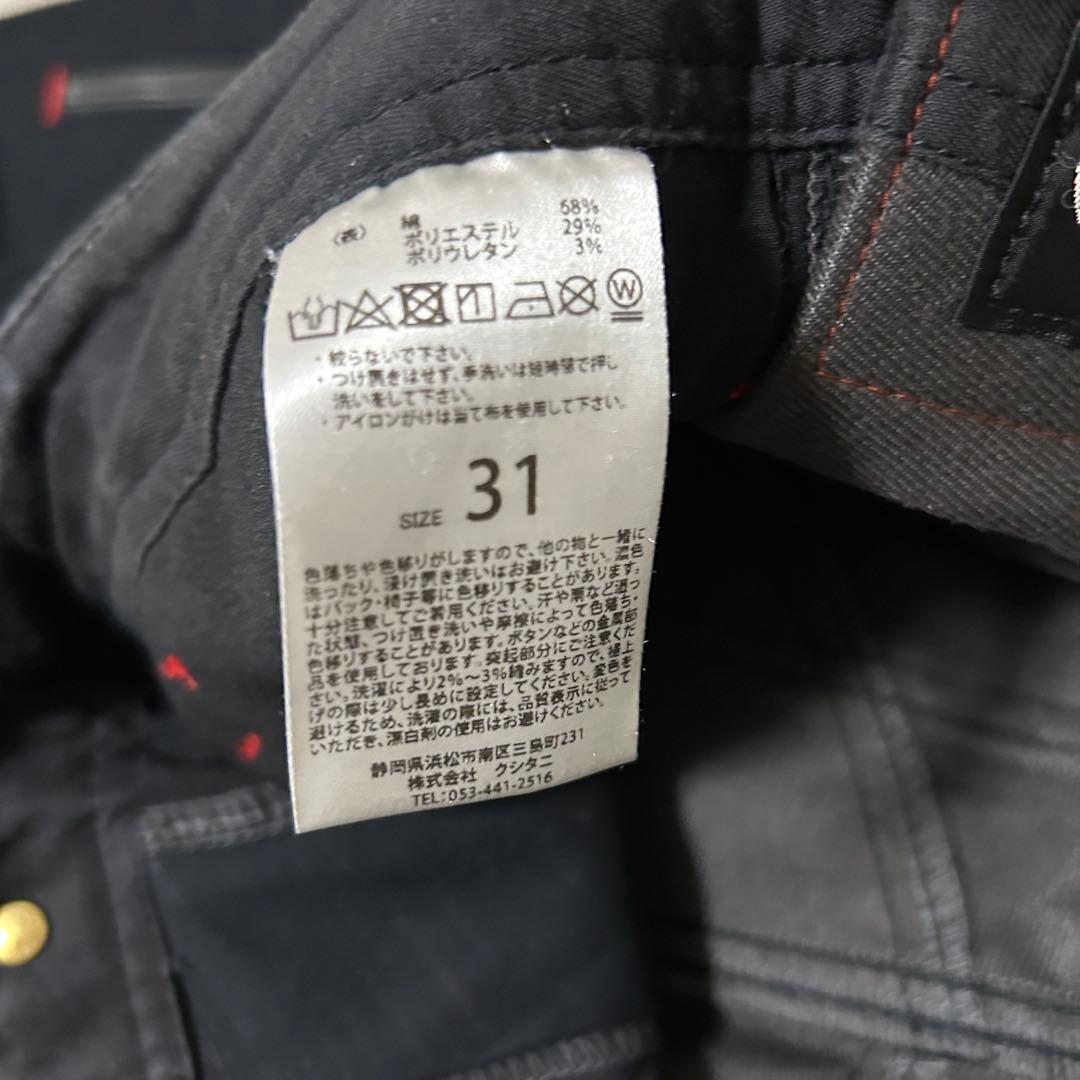 (表) 綿 68%
ポリエステル 29%
ポリウレタン 3%
W
・絞らないで下さい。
・つけ置きはせず、手洗いは短時間で押し
洗いをして下さい。
・アイロンがけは当て布を使用して下さい。
SIZE 31
色落ちや色移りがしますので、他の物と一緒に
洗ったり、浸け置き洗いはお避け下さい。濃色
はバック・椅子等に色移りすることがあります。
十分注意してご着用ください。汗や雨など湿っ
た状態、つけ置き洗いや摩擦によって色落ち・
色移りすることがあります。ボタンなどの金属部
品を使用しております。突起部分にご注意くだ
さい。洗濯により2%〜3%縮みますので、裾上
げの際は少し長めに設定してください。変色を
避けるため、洗濯の際には、品質表示に従って
いただき、漂白剤の使用はお避けください。
静岡県浜松市南区三島町231
株式会社 クシタニ
TEL:053-441-2516